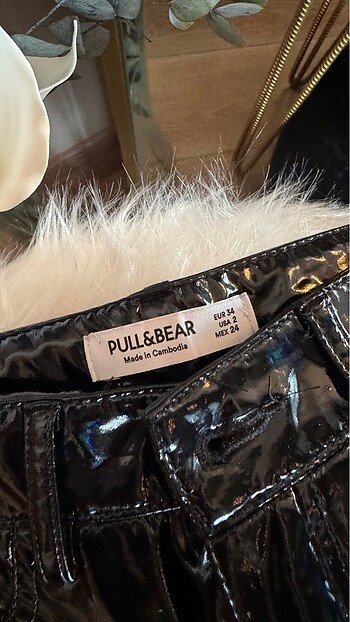 PULL&BEAR
Made in Cambodia
EUR 34
USA 2
MEX 24